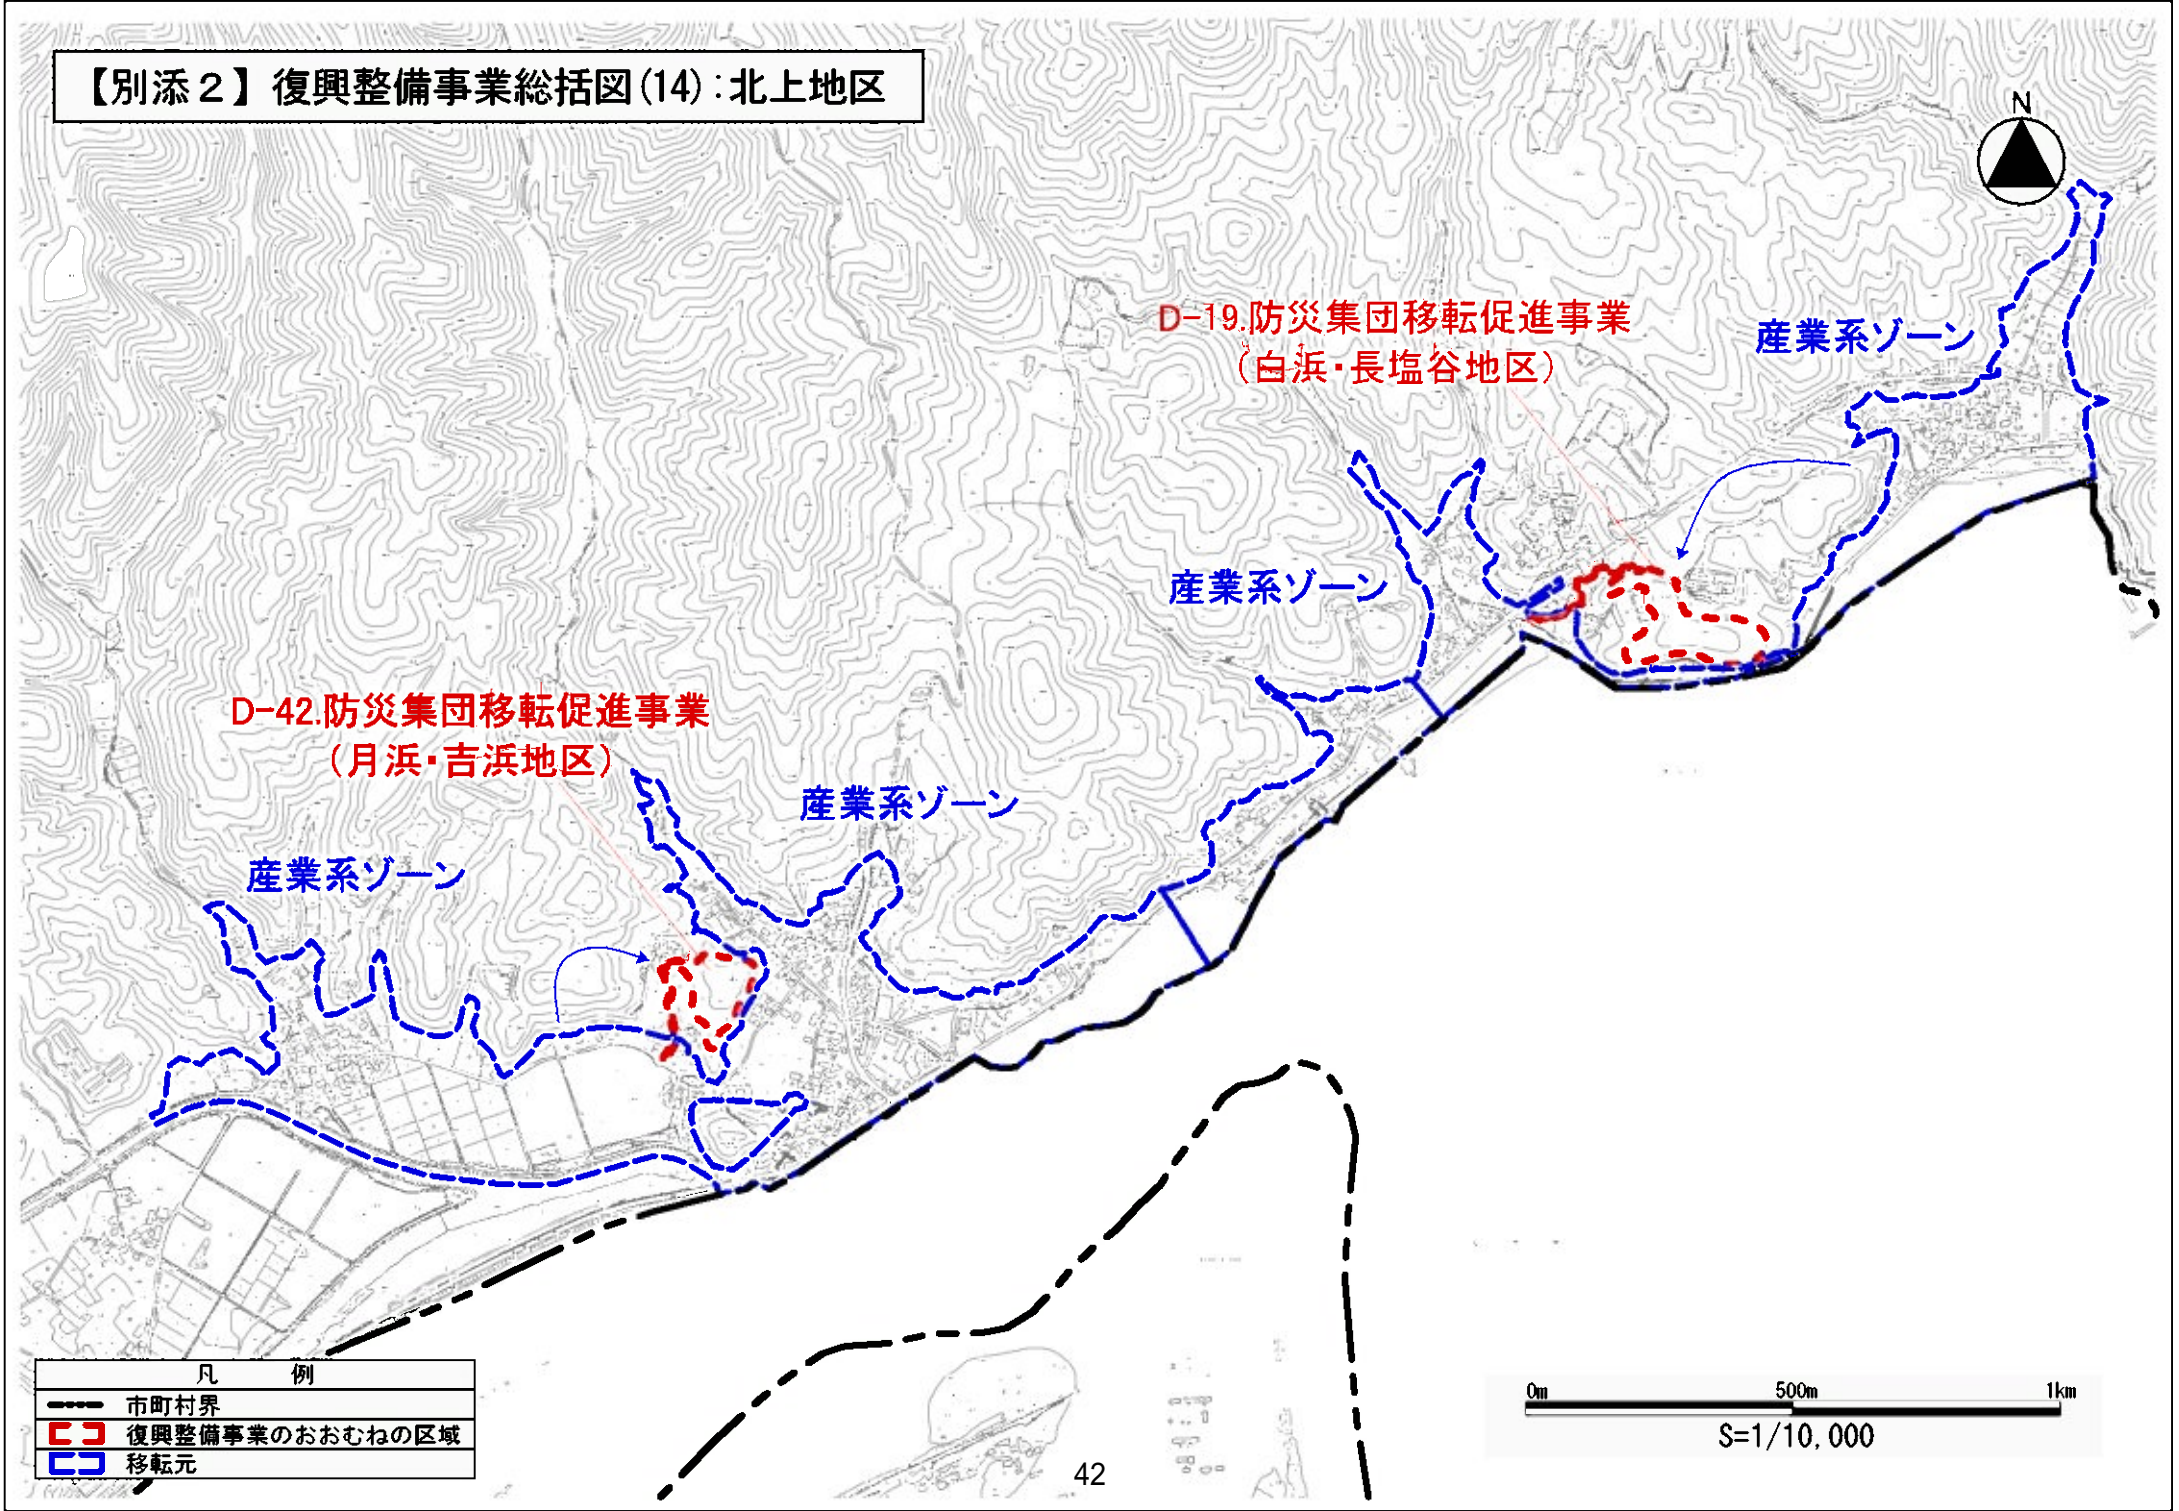 【別添２】復興整備事業総括図(14):北上地区
N
D-19.防災集団移転促進事業
（白浜・長塩谷地区）
産業系ゾーン
産業系ゾーン
D-42.防災集団移転促進事業
（月浜・吉浜地区）
産業系ゾーン
産業系ゾーン
凡　　例
市町村界
復興整備事業のおおむねの区域
移転元
0m 500m 1km
S=1/10,000
42